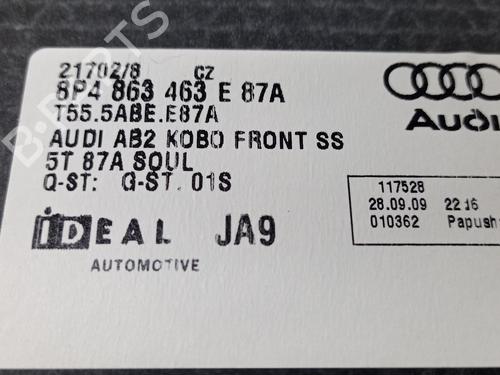 21702/8 CZ
8P4 863 463 E 87A
T55.5ABE.E87A
AUDI AB2 KOBO FRONT SS
5T 87A SOUL
Q-ST: G-ST. 01S
iDEAL JA9
AUTOMOTIVE
Audi
117528
28.09.09 22:16
010362 Papush
B-PARTS